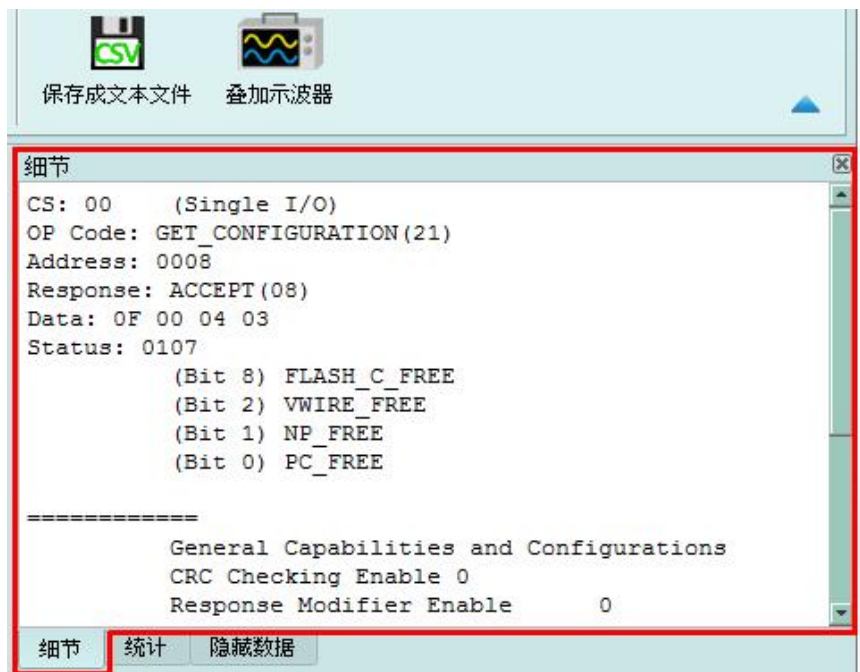 CSV
保存成文本文件 叠加示波器
细节
CS: 00 (Single I/O)
OP Code: GET_CONFIGURATION(21)
Address: 0008
Response: ACCEPT(08)
Data: 0F 00 04 03
Status: 0107
(Bit 8) FLASH_C_FREE
(Bit 2) VWIRE_FREE
(Bit 1) NP_FREE
(Bit 0) PC_FREE
============
General Capabilities and Configurations
CRC Checking Enable 0
Response Modifier Enable 0
细节 统计 隐藏数据